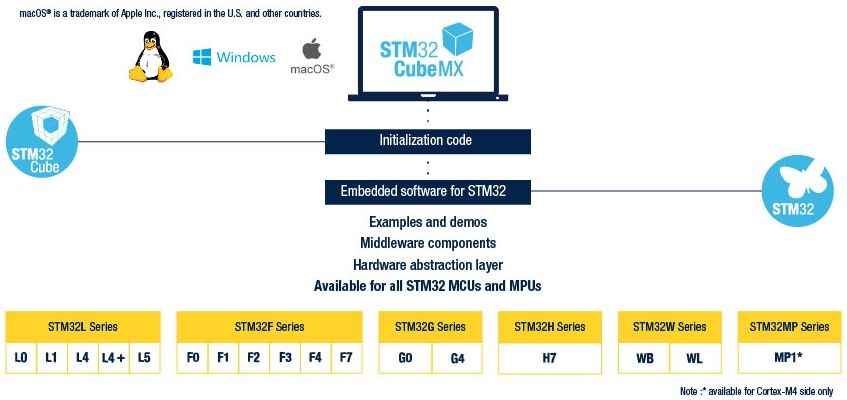 macOS® is a trademark of Apple Inc., registered in the U.S. and other countries.
Windows
macOS®
STM32
CubeMX
Initialization code
STM32
Cube
Embedded software for STM32
STM32
Examples and demos
Middleware components
Hardware abstraction layer
Available for all STM32 MCUs and MPUs
STM32L Series STM32F Series STM32G Series STM32H Series STM32W Series STM32MP Series
L0 L1 L4 L4+ L5 F0 F1 F2 F3 F4 F7 G0 G4 H7 WB WL MP1*
Note :* available for Cortex-M4 side only